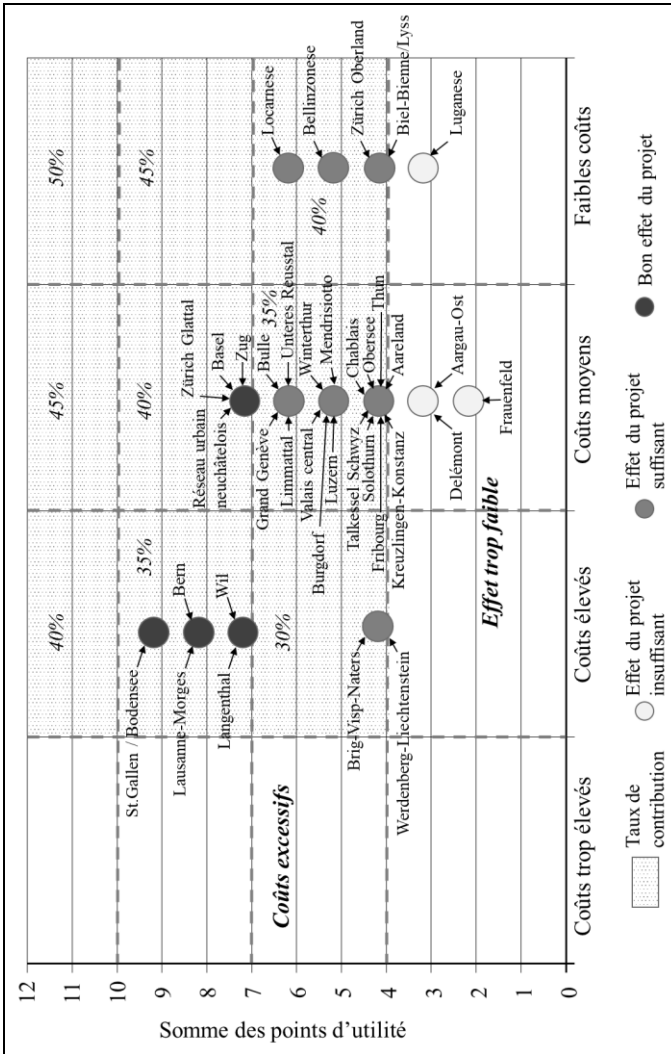 12
11
10
9
8
7
6
5
4
3
2
1
0
Somme des points d’utilité
40%
45%
50%
35%
40%
45%
30%
35%
40%
St.Gallen / Bodensee
Lausanne-Morges
Bern
Langenthal
Wil
Brig-Visp-Naters
Werdenberg-Liechtenstein
Réseau urbain
neuchâtelois
Zürich Glattal
Basel
Zug
Grand Genève
Bulle
Limmattal
Unteres Reusstal
Valais central
Winterthur
Burgdorf
Luzern
Mendrisiotto
Talkessel Schwyz
Chablais
Solothurn
Obersee
Fribourg
Thun
Kreuzlingen-Konstanz
Aareland
Delémont
Aargau-Ost
Frauenfeld
Locarnese
Bellinzonese
Zürich Oberland
Biel-Bienne/Lyss
Luganese
Coûts excessifs
Effet trop faible
Coûts trop élevés
Coûts élevés
Coûts moyens
Faibles coûts
Taux de
contribution
Effet du projet
insuffisant
Effet du projet
suffisant
Bon effet du projet